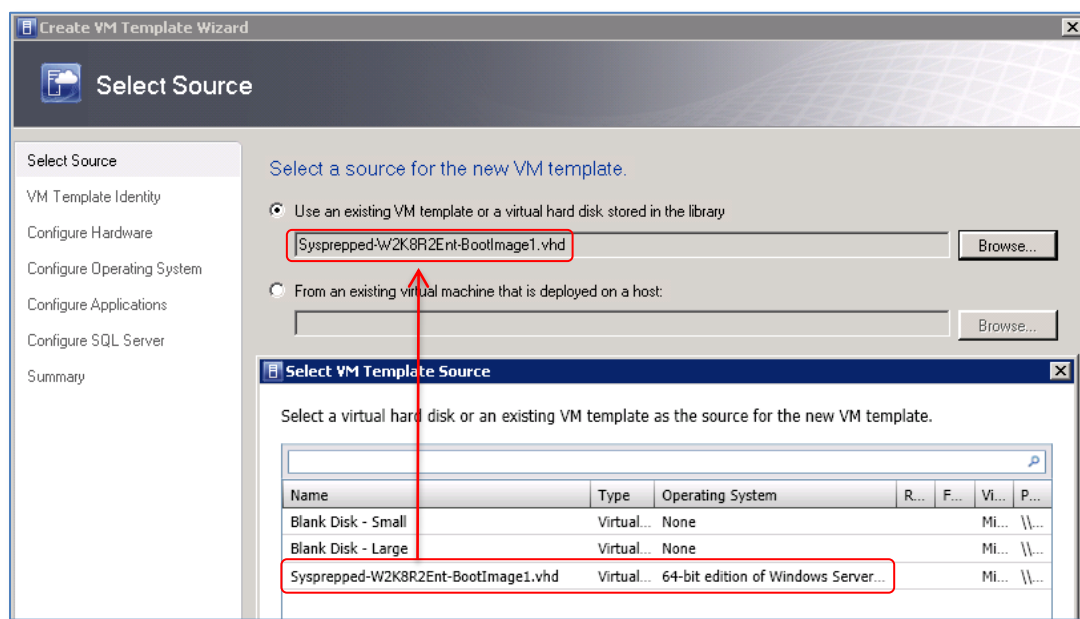 Create VM Template Wizard
Select Source
Select Source
VM Template Identity
Configure Hardware
Configure Operating System
Configure Applications
Configure SQL Server
Summary
Select a source for the new VM template.
Use an existing VM template or a virtual hard disk stored in the library
Sysprepped-W2K8R2Ent-BootImage1.vhd Browse...
From an existing virtual machine that is deployed on a host:
Browse...
Select VM Template Source
Select a virtual hard disk or an existing VM template as the source for the new VM template.
Name Type Operating System R... F... Vi... P...
Blank Disk - Small Virtual... None Mi... \\...
Blank Disk - Large Virtual... None Mi... \\...
Sysprepped-W2K8R2Ent-BootImage1.vhd Virtual... 64-bit edition of Windows Server... Mi... \\...